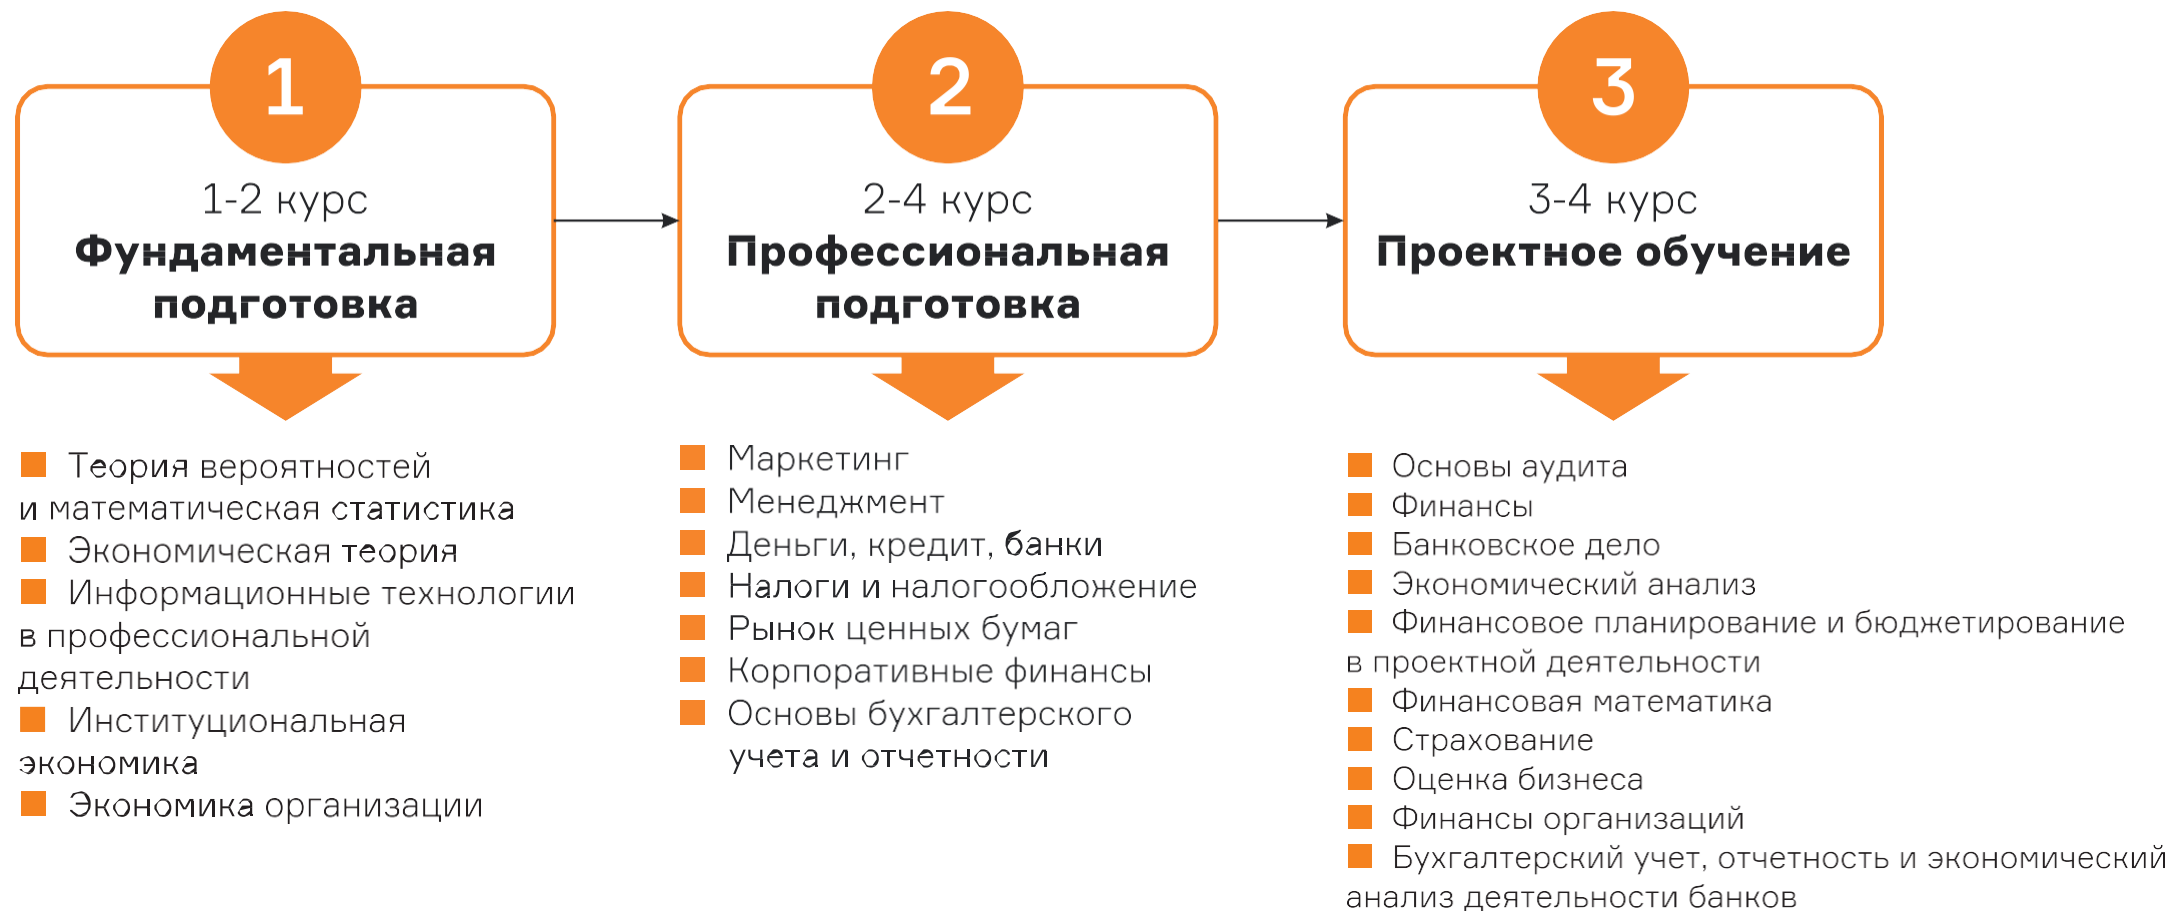 1
1-2 курс
Фундаментальная
подготовка
Теория вероятностей
и математическая статистика
Экономическая теория
Информационные технологии
в профессиональной
деятельности
Институциональная
экономика
Экономика организации
2
2-4 курс
Профессиональная
подготовка
Маркетинг
Менеджмент
Деньги, кредит, банки
Налоги и налогообложение
Рынок ценных бумаг
Корпоративные финансы
Основы бухгалтерского
учета и отчетности
3
3-4 курс
Проектное обучение
Основы аудита
Финансы
Банковское дело
Экономический анализ
Финансовое планирование и бюджетирование
в проектной деятельности
Финансовая математика
Страхование
Оценка бизнеса
Финансы организаций
Бухгалтерский учет, отчетность и экономический
анализ деятельности банков